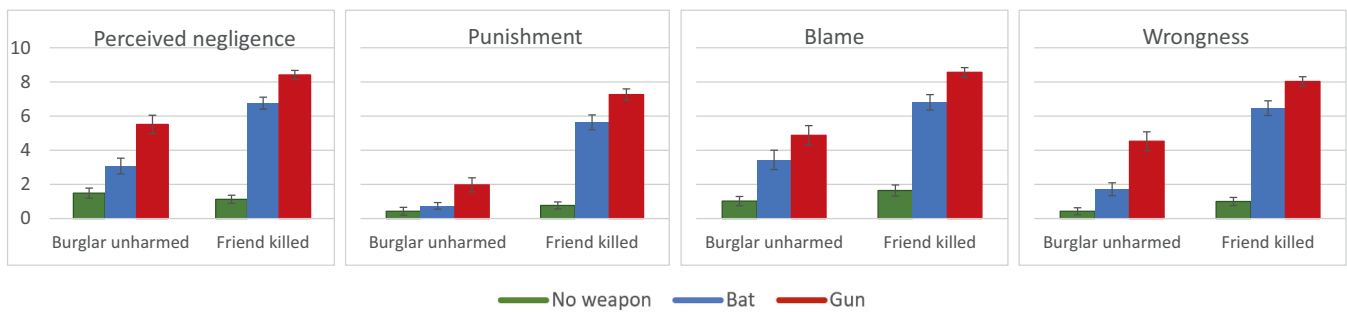 Perceived negligence
10
8
6
4
2
0
Burglar unharmed Friend killed
Punishment
Burglar unharmed Friend killed
Blame
Burglar unharmed Friend killed
Wrongness
Burglar unharmed Friend killed
No weapon Bat Gun